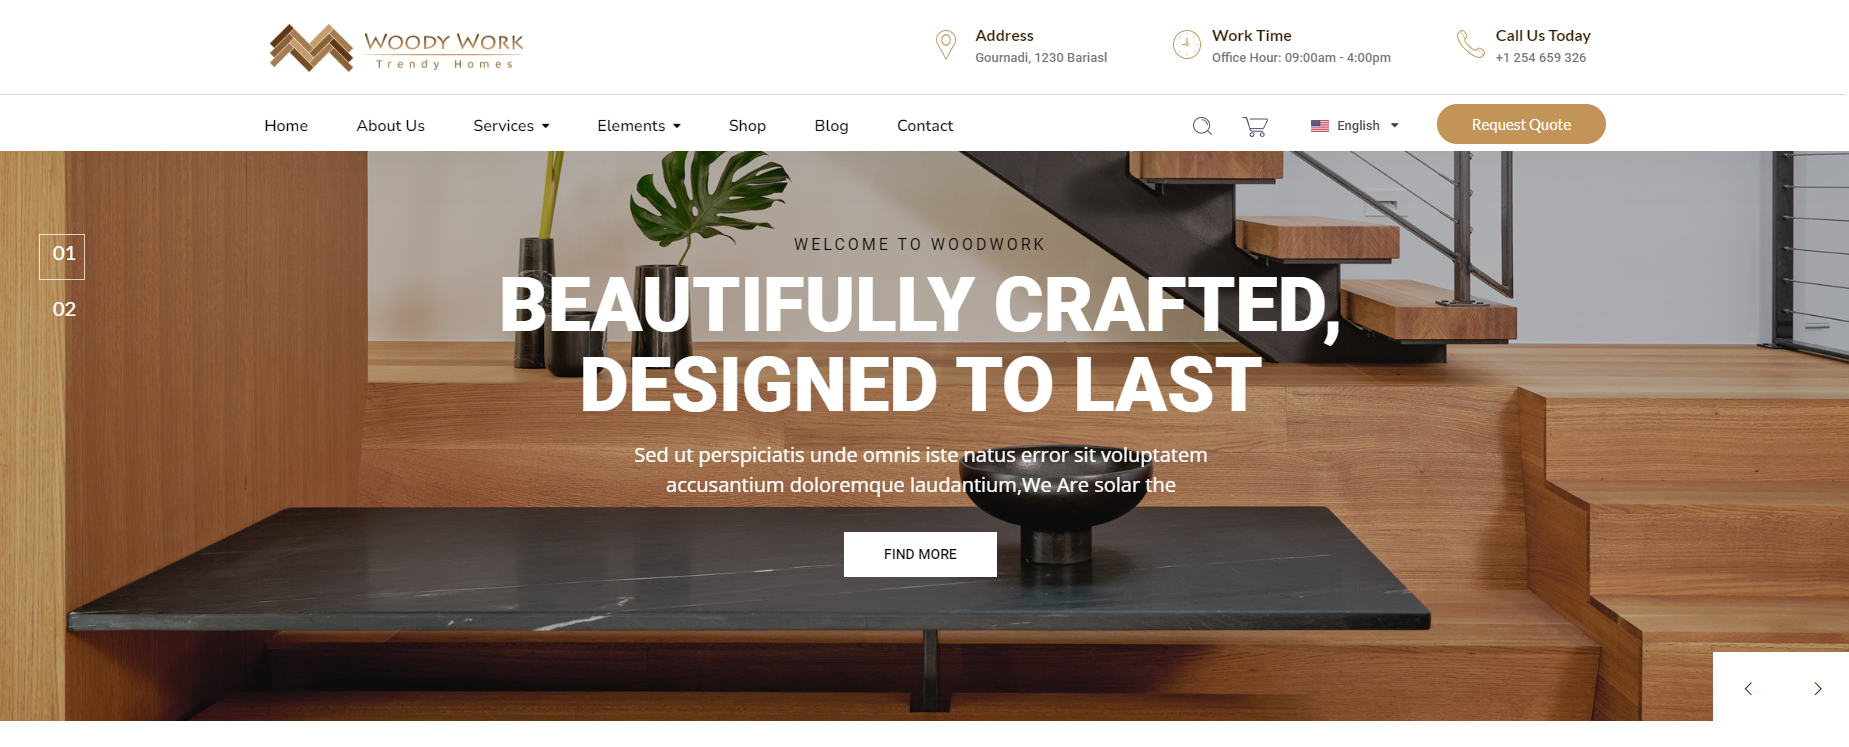 WOODY WORK
Trendy Homes
Address
Gournadi, 1230 Bariasl
Work Time
Office Hour: 09:00am - 4:00pm
Call Us Today
+1 254 659 326
Home
About Us
Services
Elements
Shop
Blog
Contact
English
Request Quote
01
02
WELCOME TO WOODWORK
BEAUTIFULLY CRAFTED,
DESIGNED TO LAST
Sed ut perspiciatis unde omnis iste natus error sit voluptatem
accusantium doloremque laudantium,We Are solar the
FIND MORE